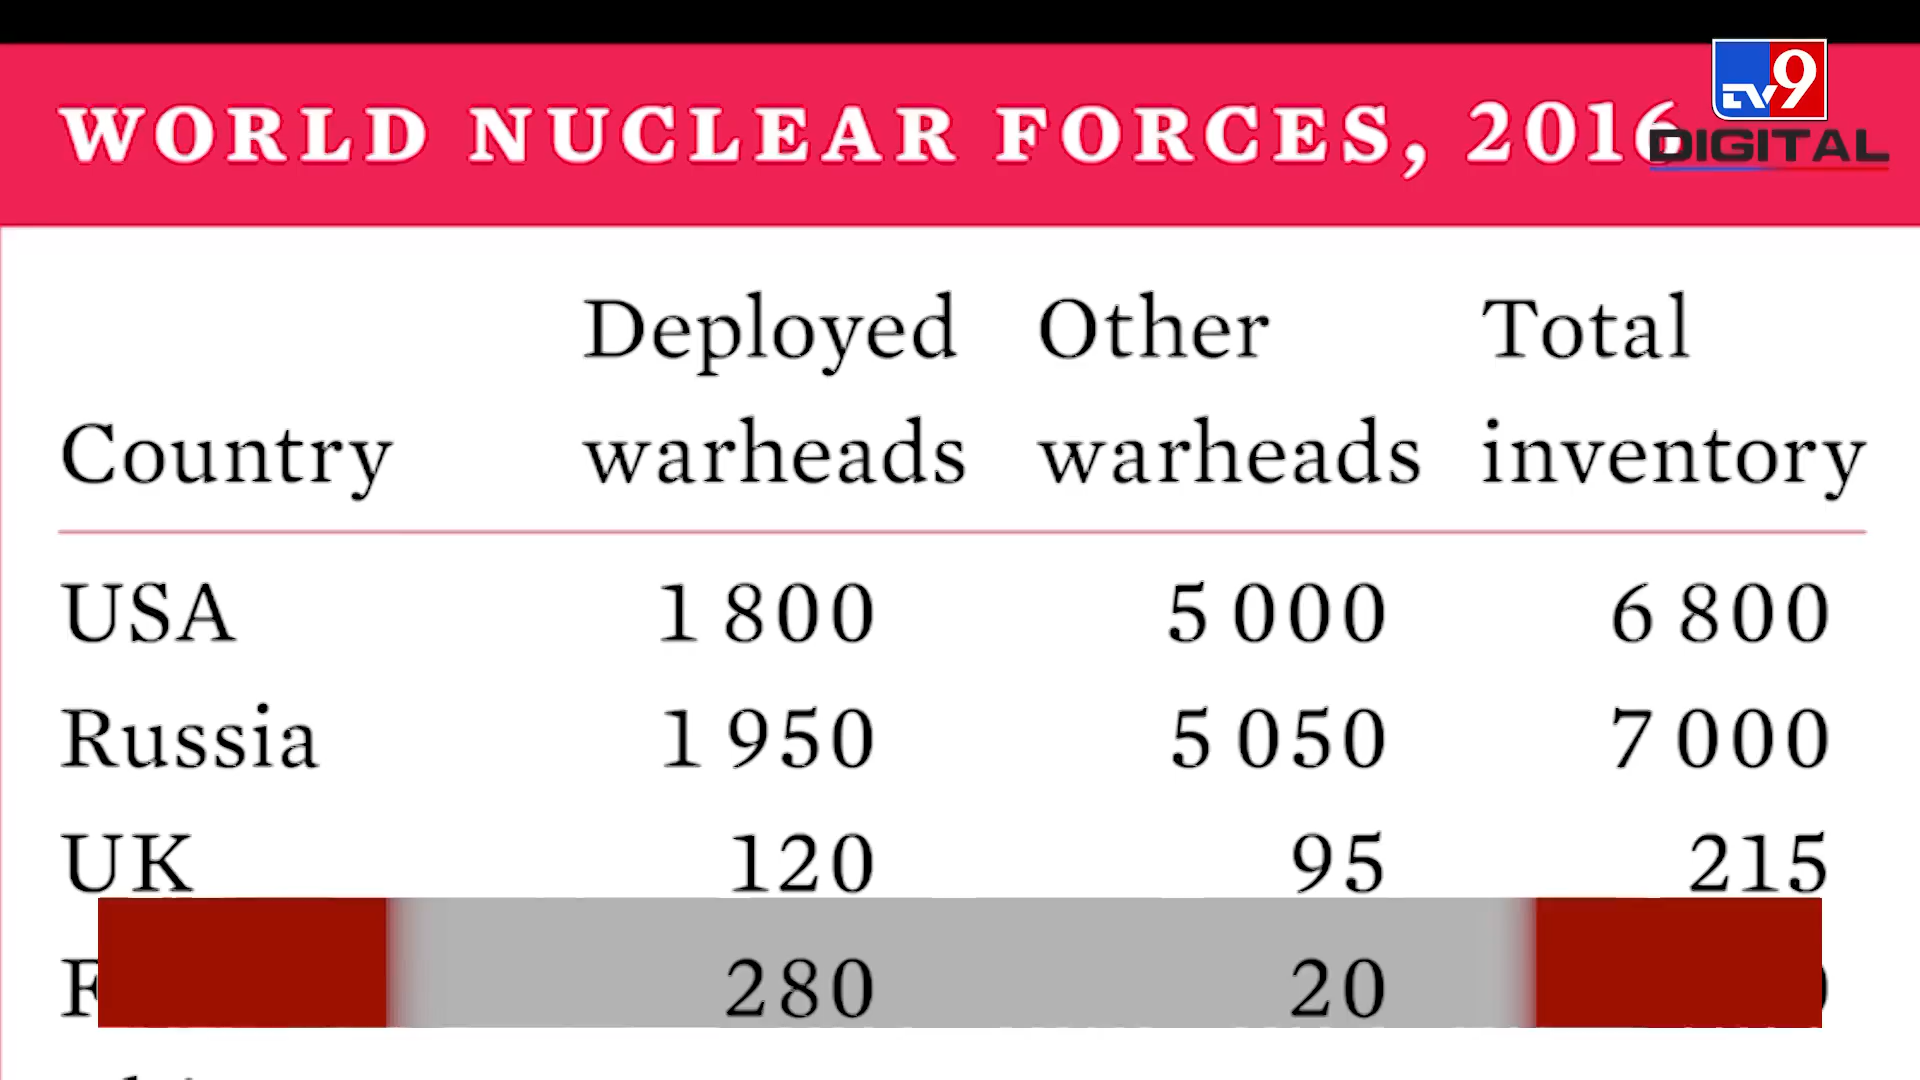 TV9
DIGITAL
WORLD NUCLEAR FORCES, 2016
Deployed Other Total
Country warheads warheads inventory
USA 1 800 5 000 6 800
Russia 1 950 5 050 7 000
UK 120 95 215
F 280 20